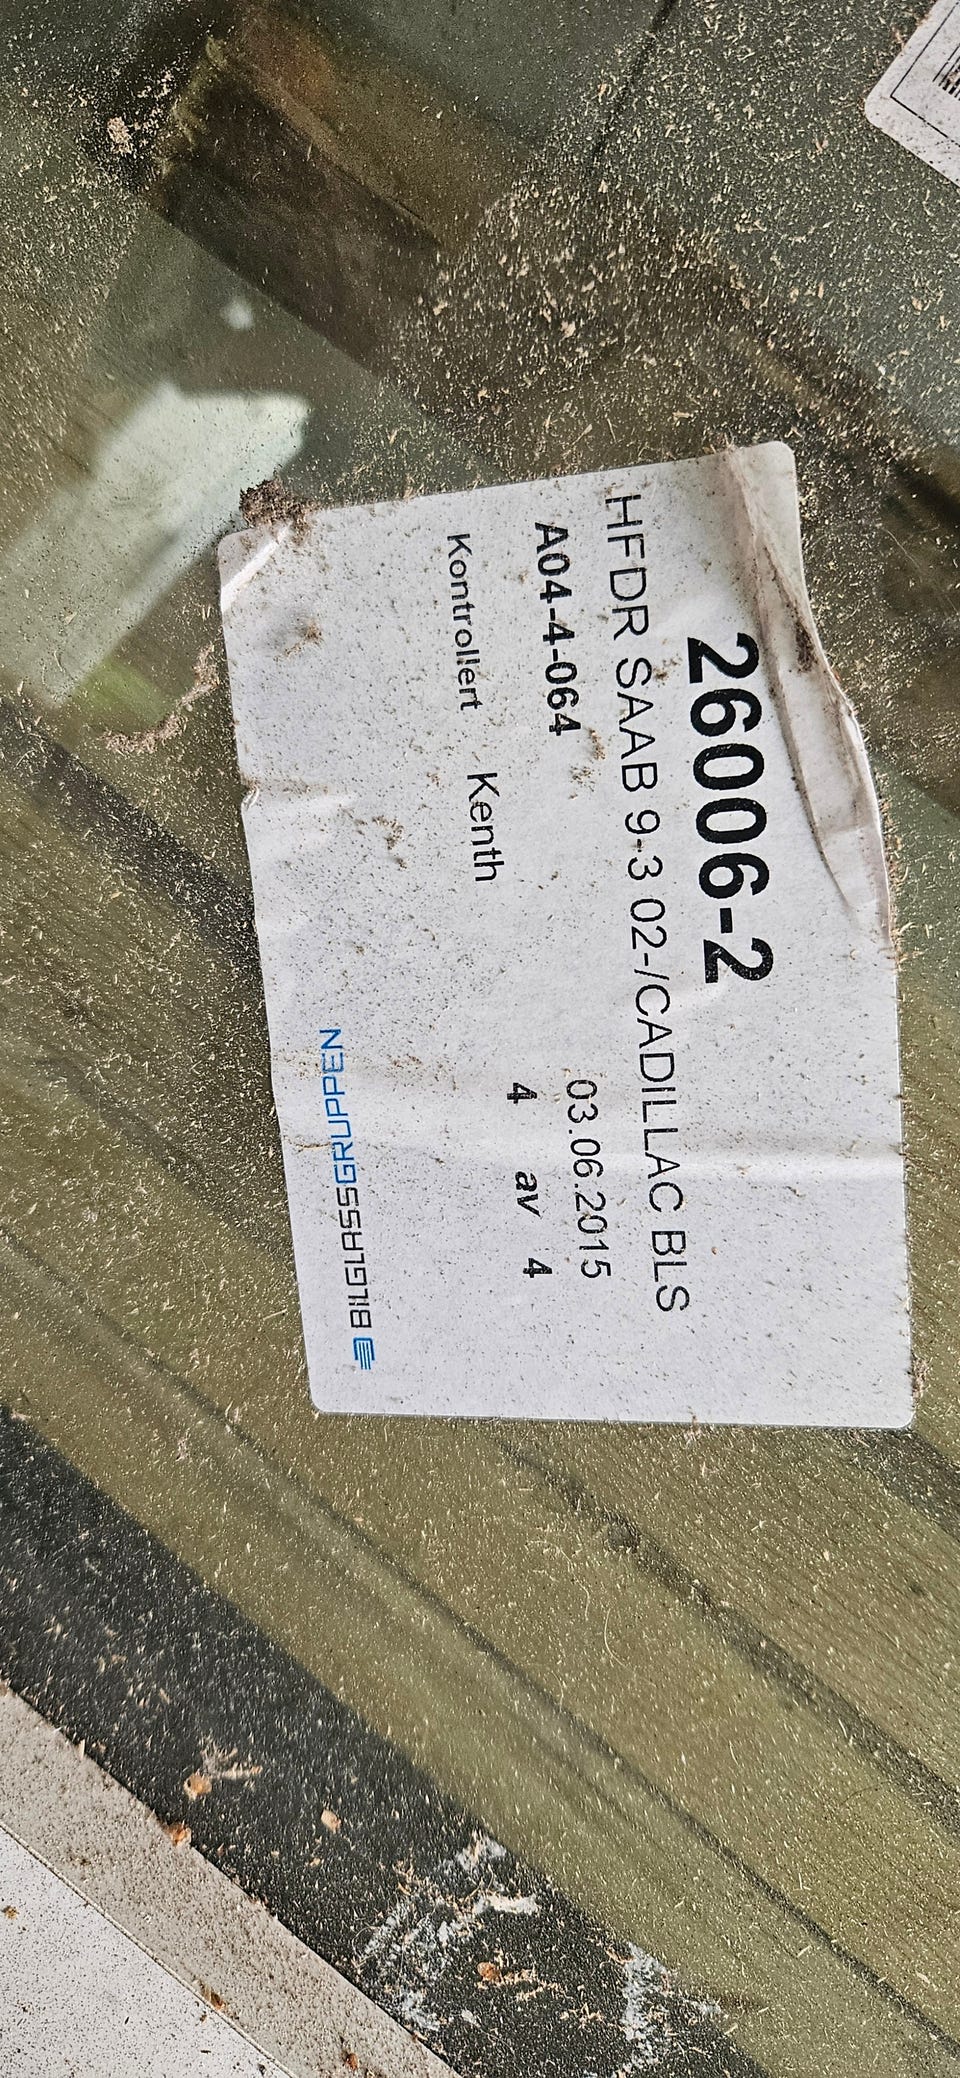 26006-2
HFDR SAAB 9-3 02-/CADILLAC BLS
A04-4-064 03.06.2015
4 av 4
Kontrollert Kenth
BILGLASSGRUPPEN